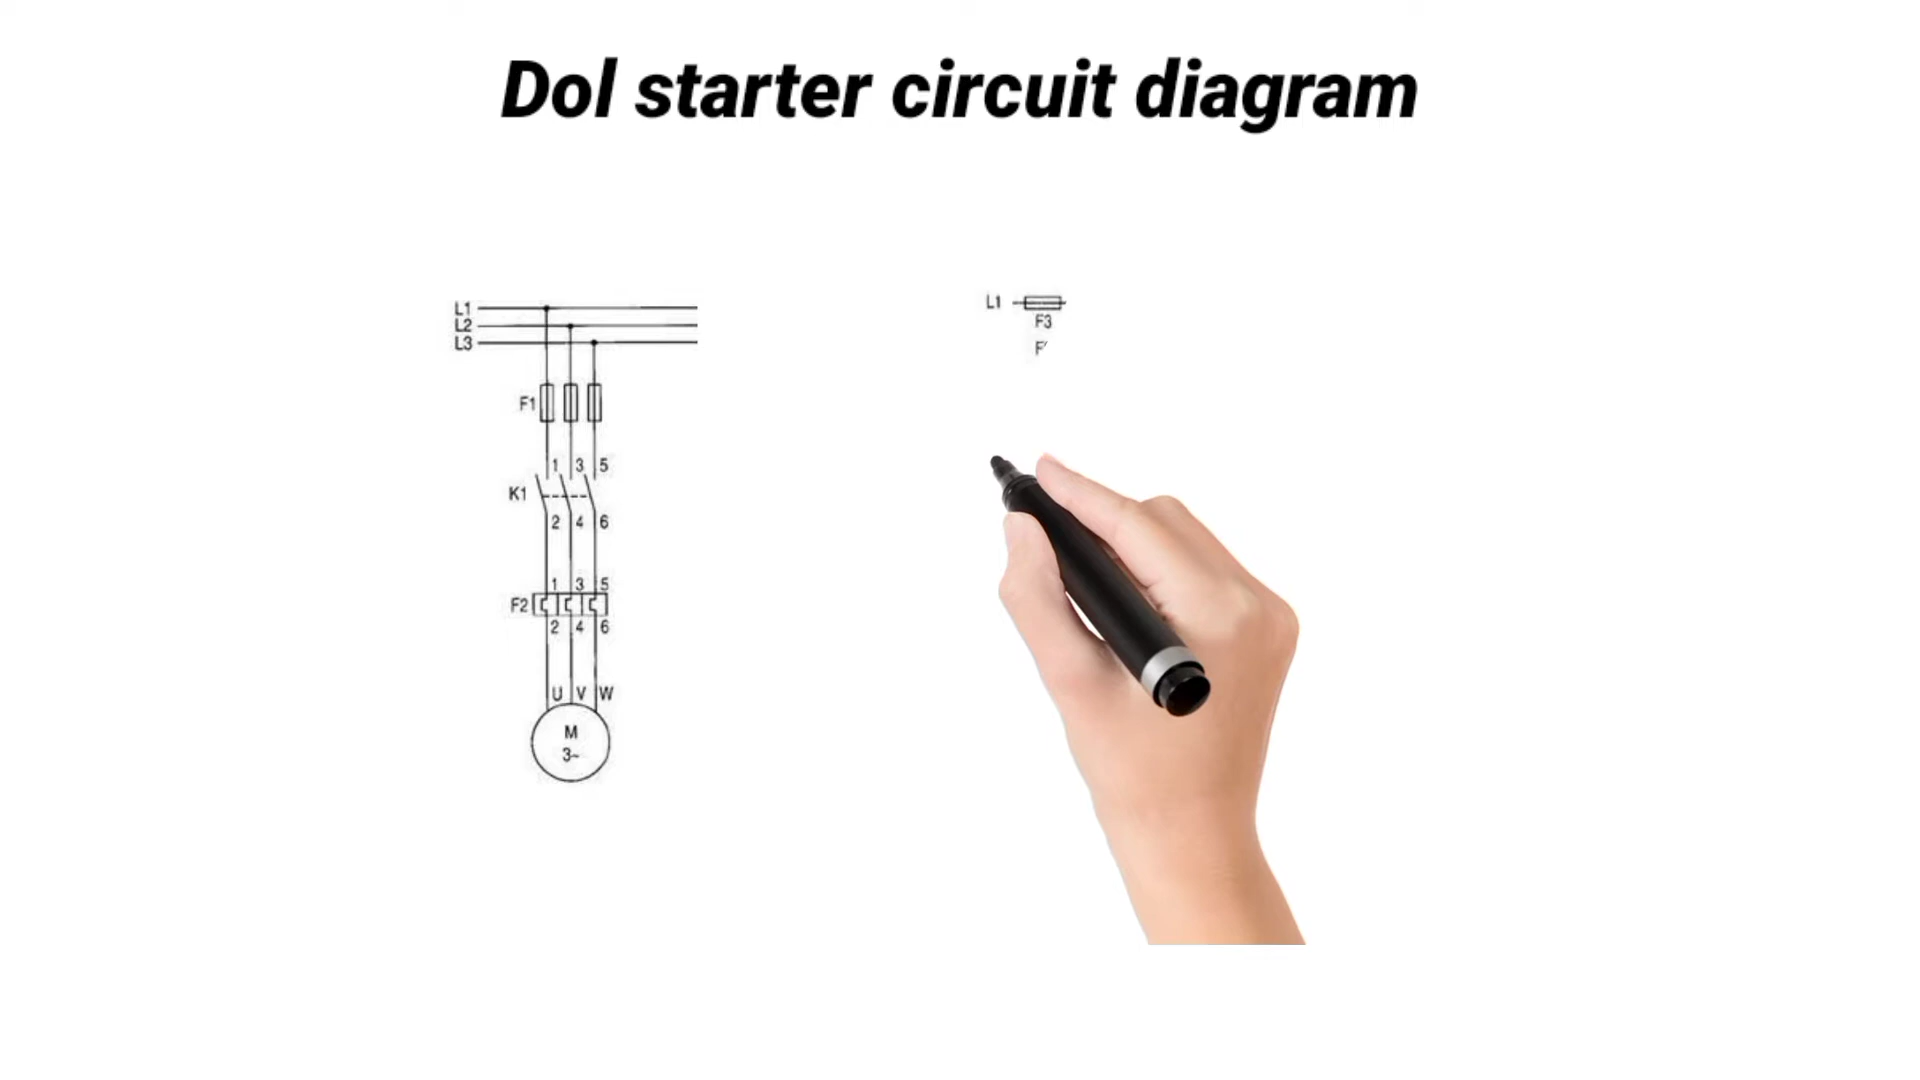 Dol starter circuit diagram
L1
L2
L3
F1
1 3 5
K1
2 4 6
1 3 5
F2
2 4 6
U V W
M
3~
L1
F3
F